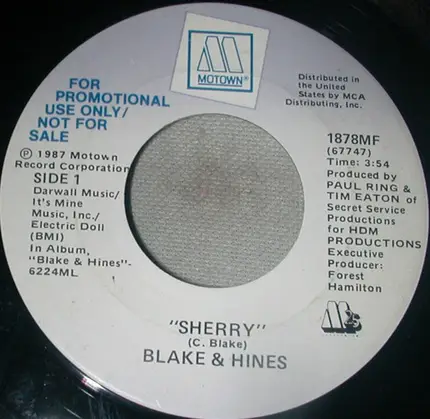 MOTOWN®
FOR
PROMOTIONAL
USE ONLY/
NOT FOR
SALE
℗ 1987 Motown
Record Corporation
SIDE 1
Darwall Music/
It's Mine
Music, Inc./
Electric Doll
(BMI)
In Album,
"Blake & Hines"-
6224ML
Distributed in
the United
States by MCA
Distributing, Inc.
1878MF
(67747)
Time: 3:54
Produced by
PAUL RING &
TIM EATON of
Secret Service
Productions
for HDM
PRODUCTIONS
Executive
Producer:
Forest
Hamilton
"SHERRY"
(C. Blake)
BLAKE & HINES